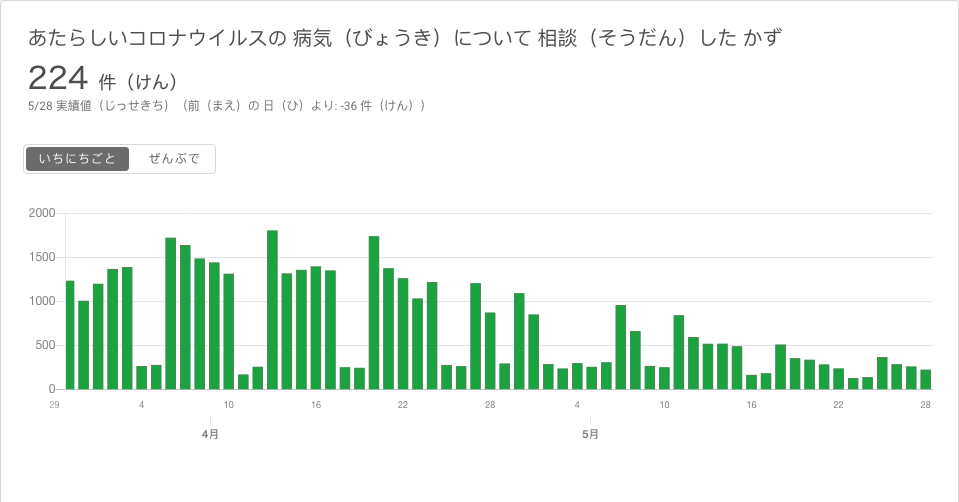 あたらしいコロナウイルスの 病気（びょうき）について 相談（そうだん）した かず
224 件（けん）
5/28 実績値（じっせきち）（前（まえ）の 日（ひ）より: -36 件（けん））
いちにちごと ぜんぶで
2000
1500
1000
500
0
29 4 10 16 22 28 4 10 16 22 28
4月 5月